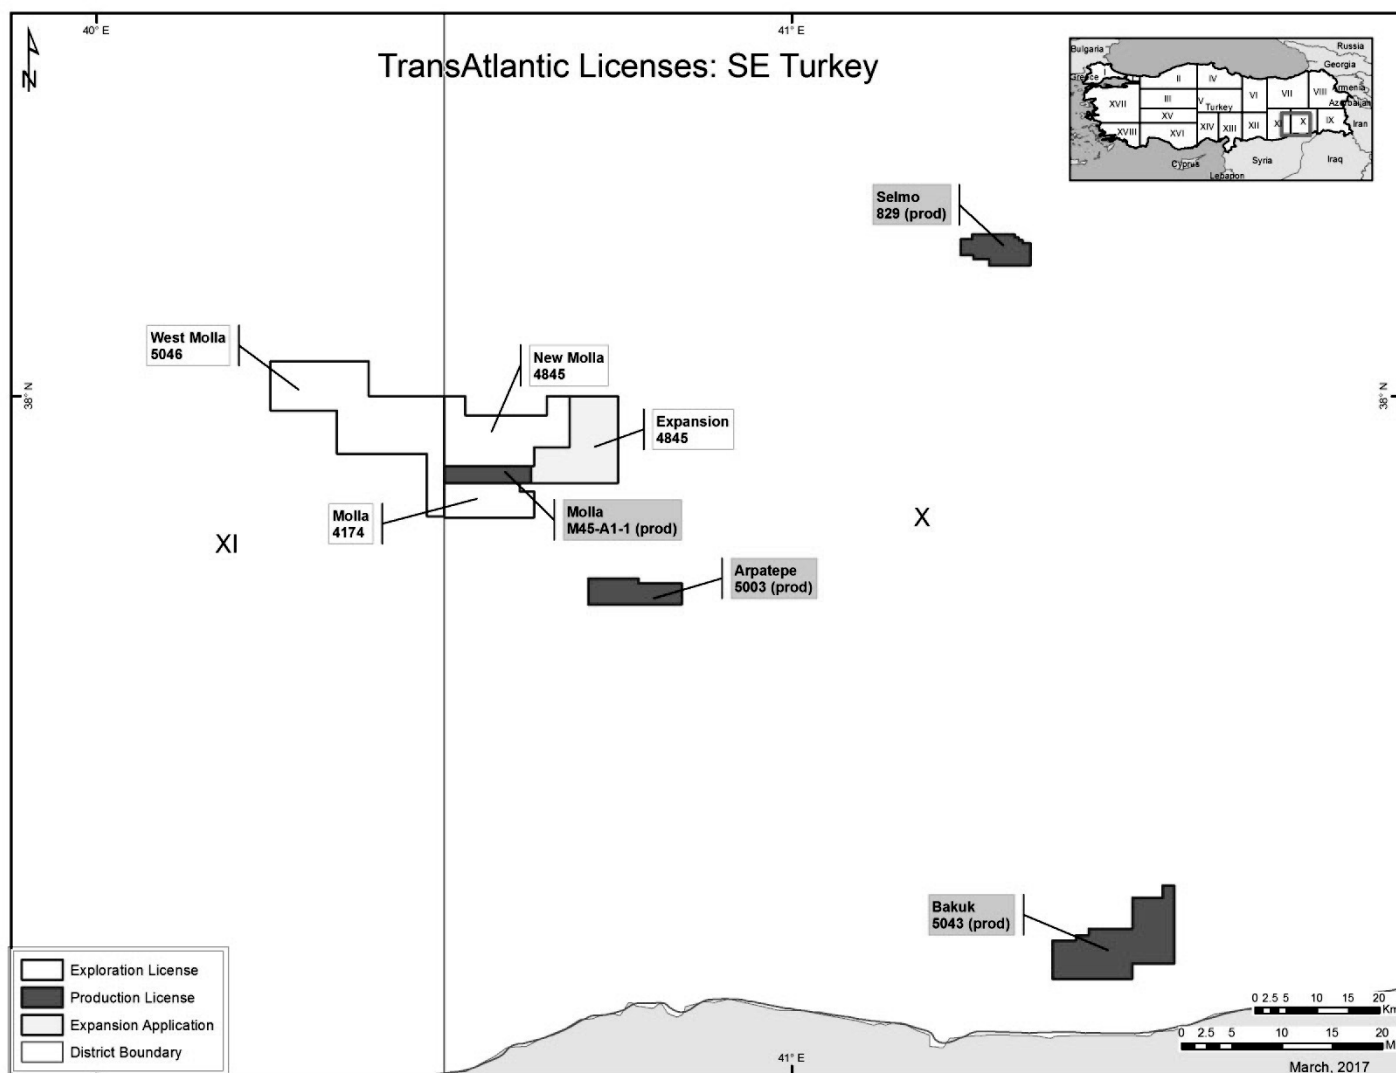 40° E
41° E
N
TransAtlantic Licenses: SE Turkey
Bulgaria
Russia
Georgia
Greece
I
II
IV
Armenia
Azerbaijan
VI
VII
VIII
XVII
III
V
Turkey
XV
XVIII
XVI
XIV
XIII
XII
XI
X
IX
Iran
Cyprus
Syria
Iraq
Lebanon
Selmo
829 (prod)
West Molla
5046
New Molla
4845
38° N
38° N
Expansion
4845
Molla
4174
Molla
M45-A1-1 (prod)
XI
X
Arpatepe
5003 (prod)
Bakuk
5043 (prod)
Exploration License
Production License
Expansion Application
District Boundary
0 2.5 5 10 15 20
Km
0 2.5 5 10 15 20
M
41° E
March, 2017